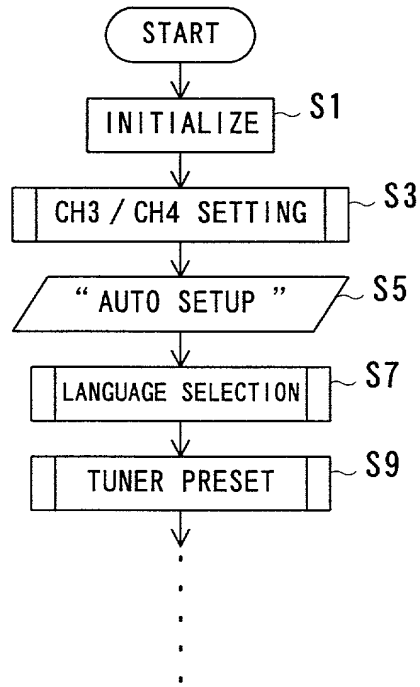 START
INITIALIZE S1
CH3 / CH4 SETTING S3
“ AUTO SETUP ” S5
LANGUAGE SELECTION S7
TUNER PRESET S9